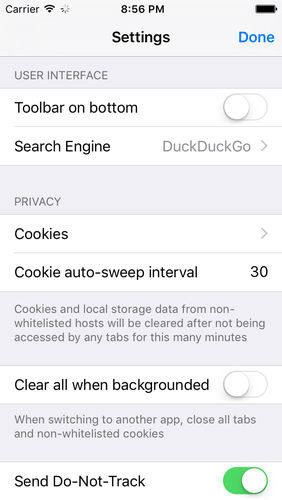 Carrier 8:56 PM
Settings Done
USER INTERFACE
Toolbar on bottom
Search Engine DuckDuckGo
PRIVACY
Cookies
Cookie auto-sweep interval 30
Cookies and local storage data from non-
whitelisted hosts will be cleared after not being
accessed by any tabs for this many minutes
Clear all when backgrounded
When switching to another app, close all tabs
and non-whitelisted cookies
Send Do-Not-Track